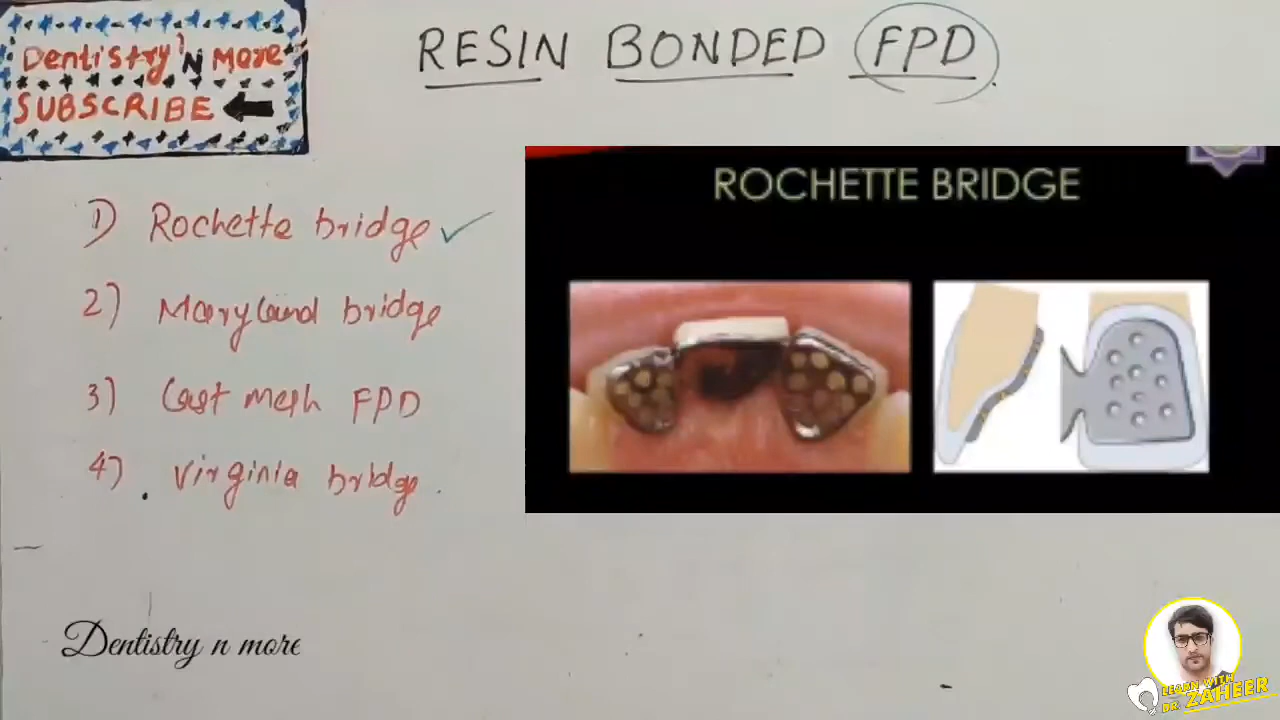 Dentistry'N More
SUBSCRIBE
RESIN BONDED FPD
1) Rochette bridge
2) Maryland bridge
3) Cast mesh FPD
4) Virginia bridge
ROCHETTE BRIDGE
Dentistry n more
LEARN WITH
DR. ZAHEER